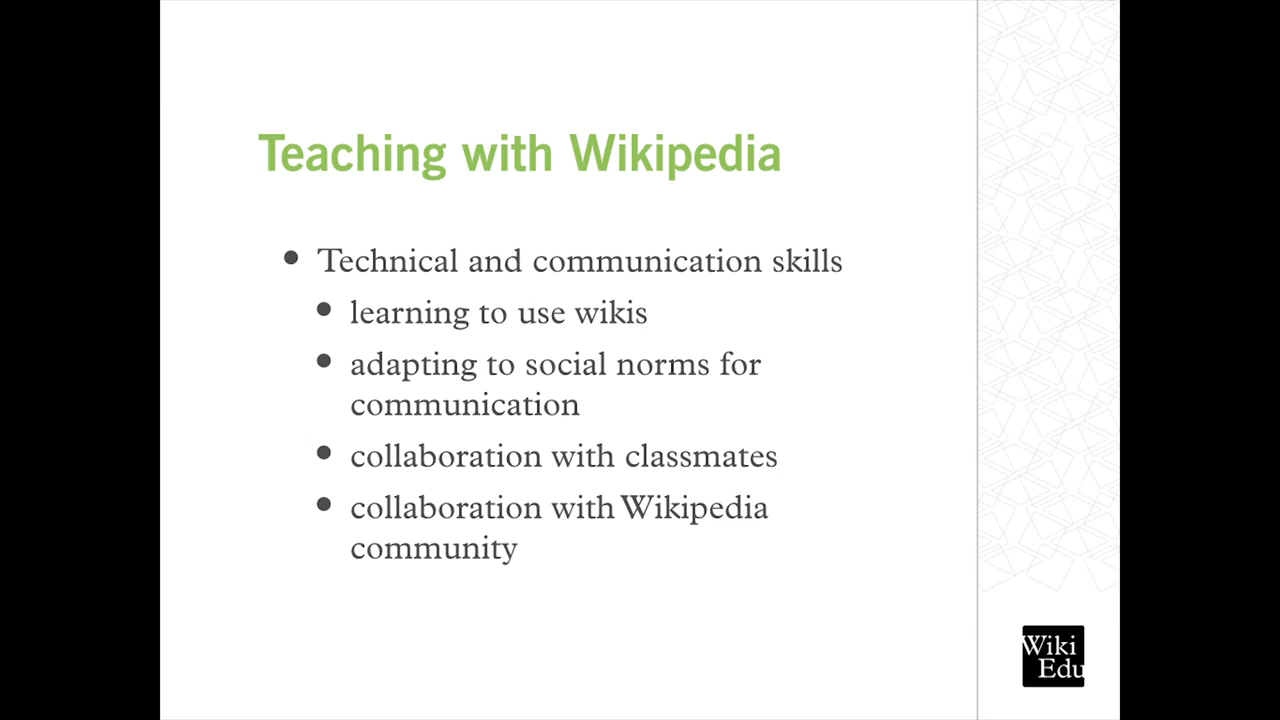 Teaching with Wikipedia
• Technical and communication skills
• learning to use wikis
• adapting to social norms for
communication
• collaboration with classmates
• collaboration with Wikipedia
community
Wiki
Edu